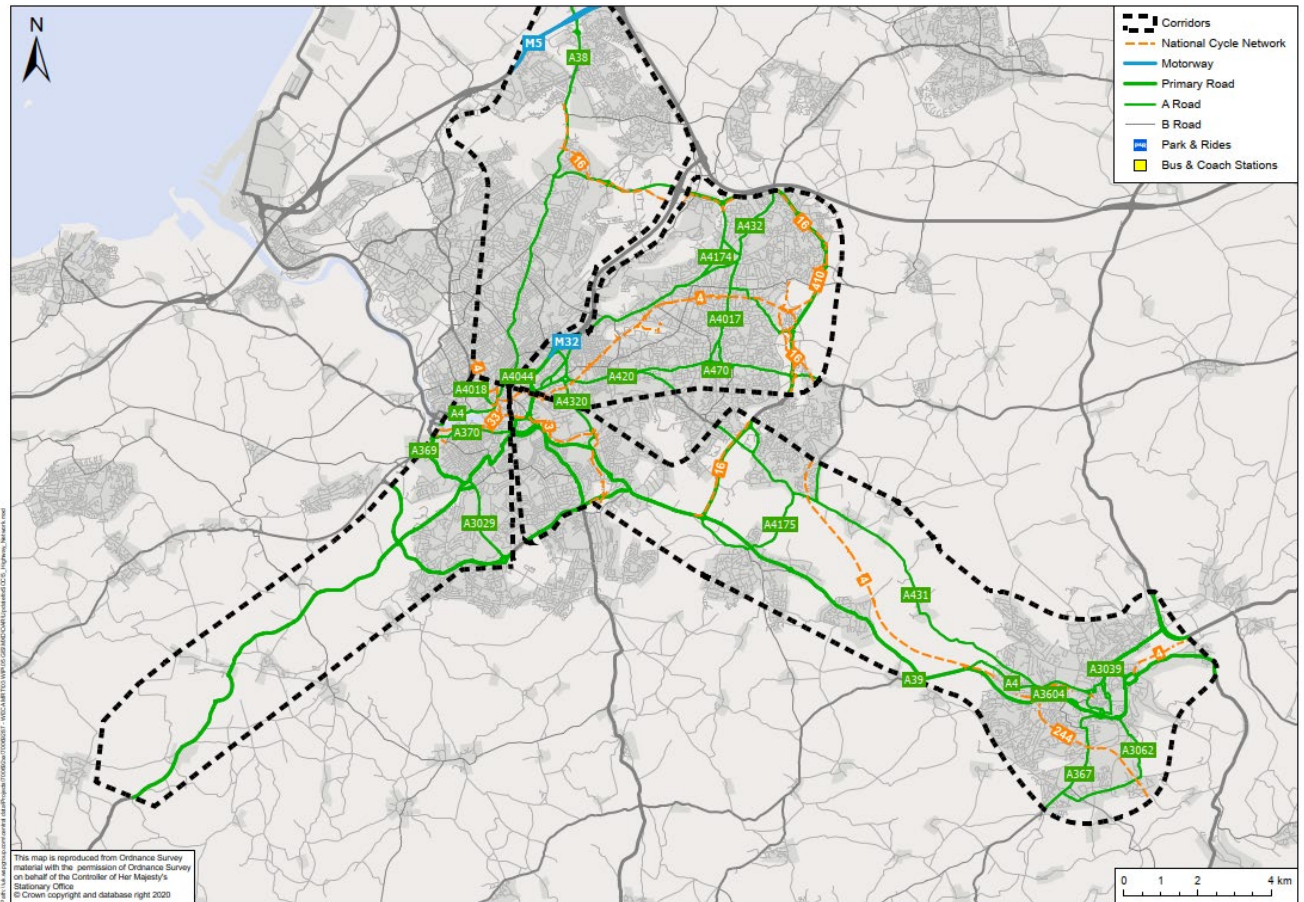 N
M5
A38
16
A432
16
A4174
410
4
A4017
M32
16
4
A4044
A420
A470
A4018
A4320
A4
33
3
A370
A369
16
A3029
A4175
4
A431
4
A3039
A39
A4
A3604
244
A3062
A367
Corridors
National Cycle Network
Motorway
Primary Road
A Road
B Road
P+R
Park & Rides
Bus & Coach Stations
This map is reproduced from Ordnance Survey
material with the permission of Ordnance Survey
on behalf of the Controller of Her Majesty's
Stationary Office
© Crown copyright and database right 2020
0 1 2 4 km